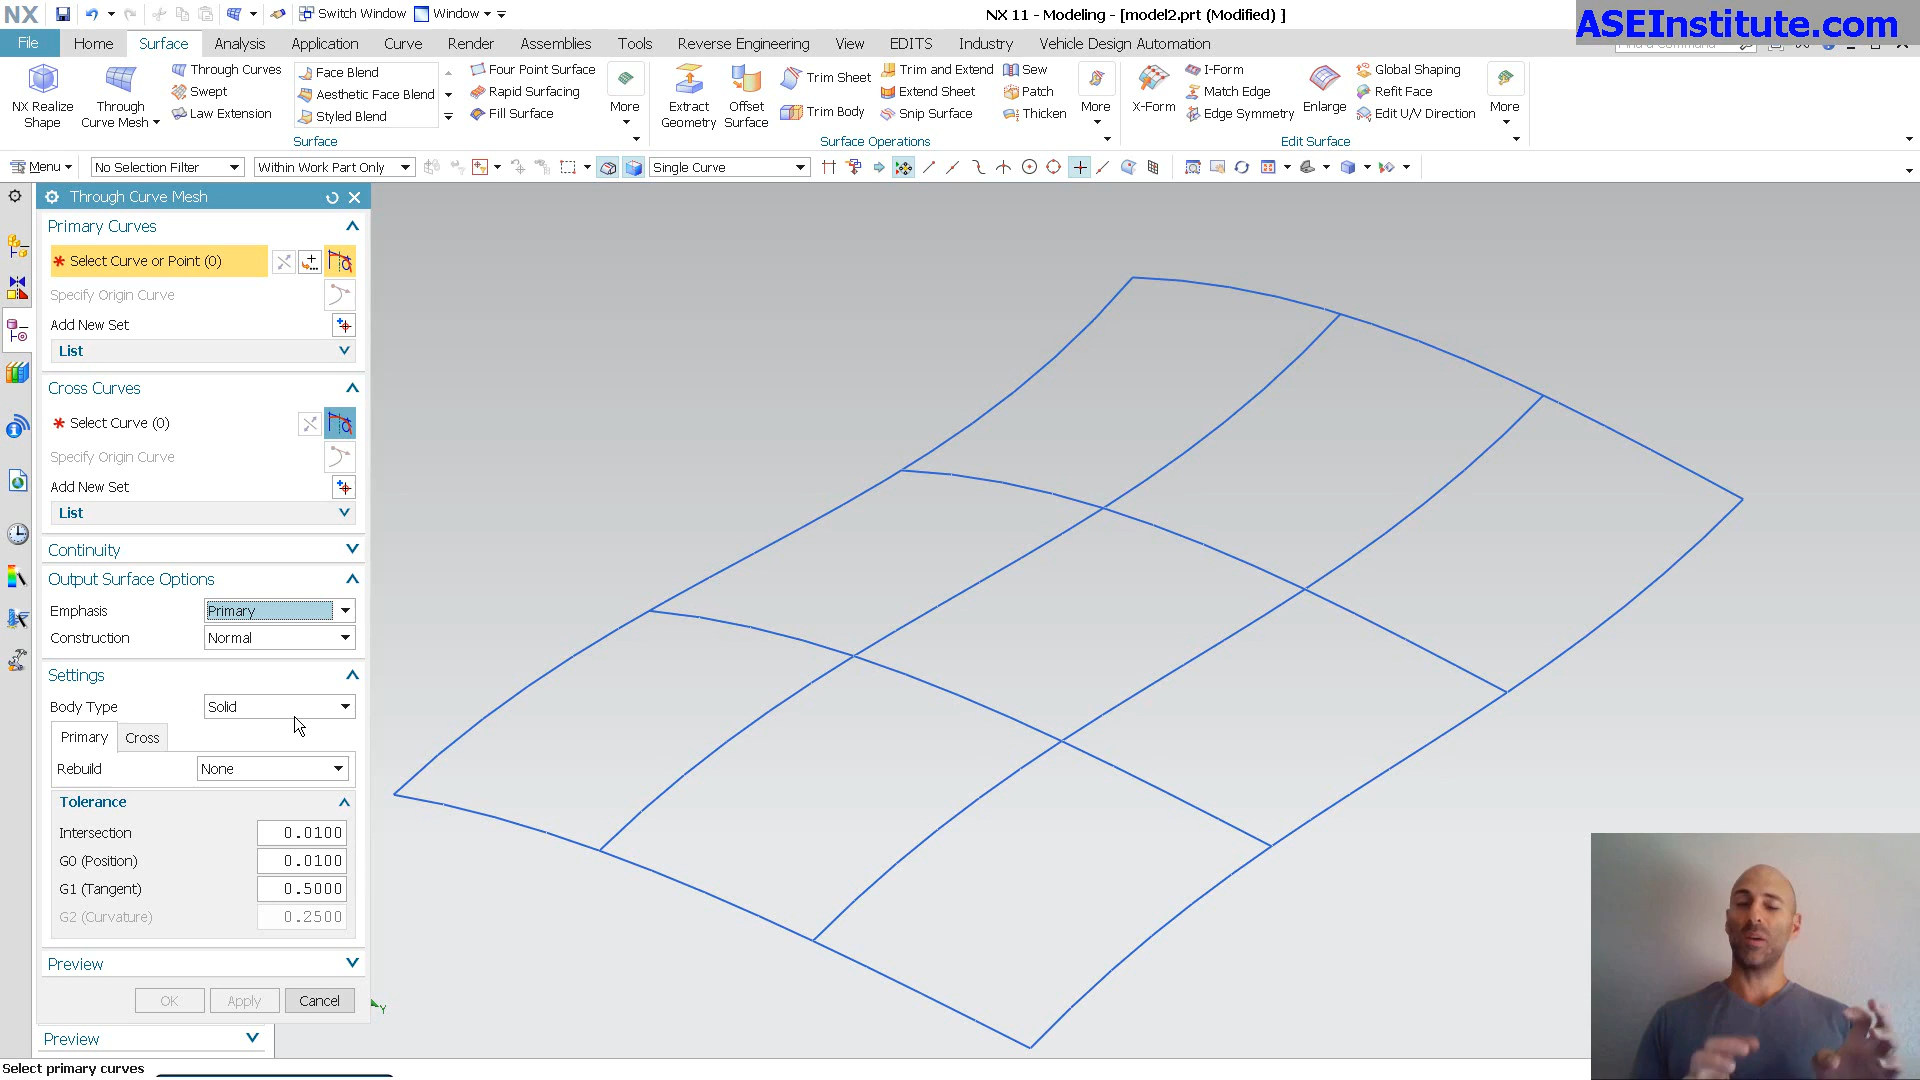 NX
Switch Window
Window
NX 11 - Modeling - [model2.prt (Modified) ]
ASEInstitute.com
File
Home
Surface
Analysis
Application
Curve
Render
Assemblies
Tools
Reverse Engineering
View
EDITS
Industry
Vehicle Design Automation
NX Realize
Shape
Through
Curve Mesh
Through Curves
Swept
Law Extension
Face Blend
Aesthetic Face Blend
Styled Blend
Four Point Surface
Rapid Surfacing
Fill Surface
More
Surface
Extract
Geometry
Offset
Surface
Trim Sheet
Trim Body
Trim and Extend
Extend Sheet
Snip Surface
Sew
Patch
Thicken
More
Surface Operations
X-Form
I-Form
Match Edge
Edge Symmetry
Enlarge
Global Shaping
Refit Face
Edit U/V Direction
More
Edit Surface
Menu
No Selection Filter
Within Work Part Only
Single Curve
Through Curve Mesh
Primary Curves
* Select Curve or Point (0)
Specify Origin Curve
Add New Set
List
Cross Curves
* Select Curve (0)
Specify Origin Curve
Add New Set
List
Continuity
Output Surface Options
Emphasis Primary
Construction Normal
Settings
Body Type Solid
Primary Cross
Rebuild None
Tolerance
Intersection 0.0100
G0 (Position) 0.0100
G1 (Tangent) 0.5000
G2 (Curvature) 0.2500
Preview
OK Apply Cancel
Y
Preview
Select primary curves